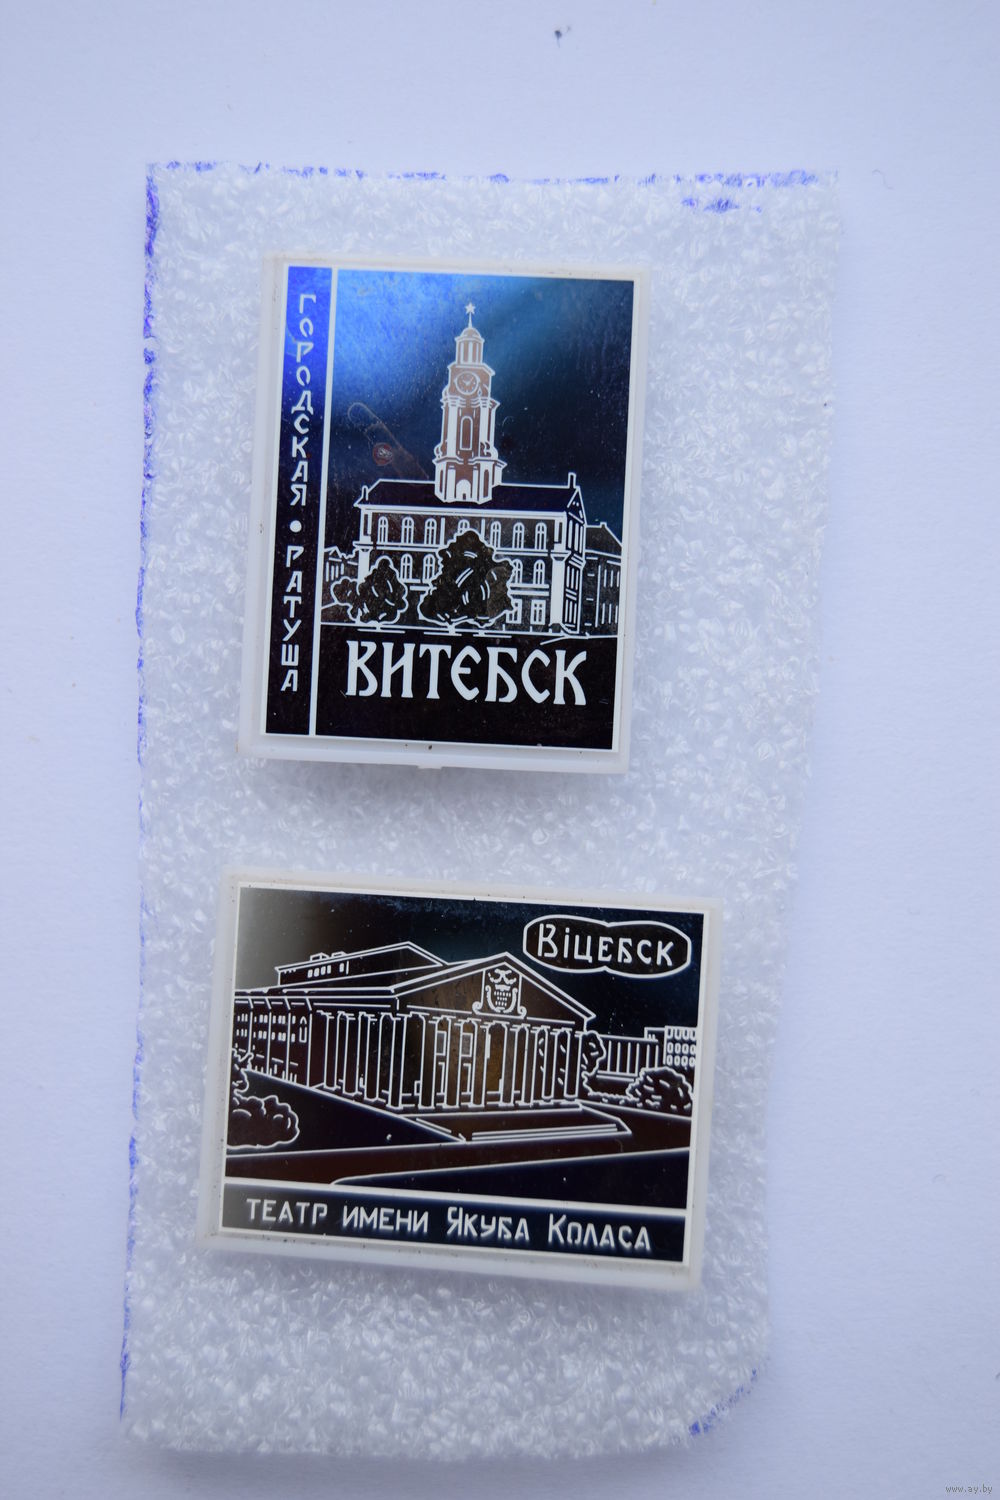 ГОРОДСКАЯ • РАТУША
ВИТЕБСК
ВіЦЕБСК
ТЕАТР ИМЕНИ ЯКУБА КОЛАСА
www.ay.by